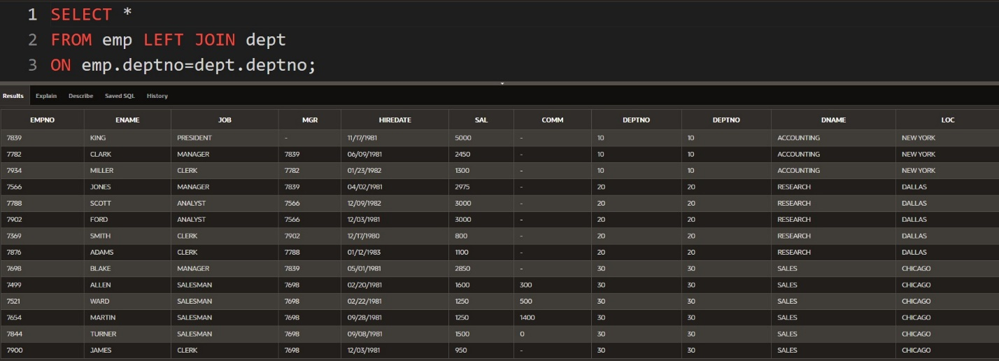 1 SELECT *
2 FROM emp LEFT JOIN dept
3 ON emp.deptno=dept.deptno;
Results Explain Describe Saved SQL History
EMPNO ENAME JOB MGR HIREDATE SAL COMM DEPTNO DEPTNO DNAME LOC
7839 KING PRESIDENT - 11/17/1981 5000 - 10 10 ACCOUNTING NEW YORK
7782 CLARK MANAGER 7839 06/09/1981 2450 - 10 10 ACCOUNTING NEW YORK
7934 MILLER CLERK 7782 01/23/1982 1300 - 10 10 ACCOUNTING NEW YORK
7566 JONES MANAGER 7839 04/02/1981 2975 - 20 20 RESEARCH DALLAS
7788 SCOTT ANALYST 7566 12/09/1982 3000 - 20 20 RESEARCH DALLAS
7902 FORD ANALYST 7566 12/03/1981 3000 - 20 20 RESEARCH DALLAS
7369 SMITH CLERK 7902 12/17/1980 800 - 20 20 RESEARCH DALLAS
7876 ADAMS CLERK 7788 01/12/1983 1100 - 20 20 RESEARCH DALLAS
7698 BLAKE MANAGER 7839 05/01/1981 2850 - 30 30 SALES CHICAGO
7499 ALLEN SALESMAN 7698 02/20/1981 1600 300 30 30 SALES CHICAGO
7521 WARD SALESMAN 7698 02/22/1981 1250 500 30 30 SALES CHICAGO
7654 MARTIN SALESMAN 7698 09/28/1981 1250 1400 30 30 SALES CHICAGO
7844 TURNER SALESMAN 7698 09/08/1981 1500 0 30 30 SALES CHICAGO
7900 JAMES CLERK 7698 12/03/1981 950 - 30 30 SALES CHICAGO